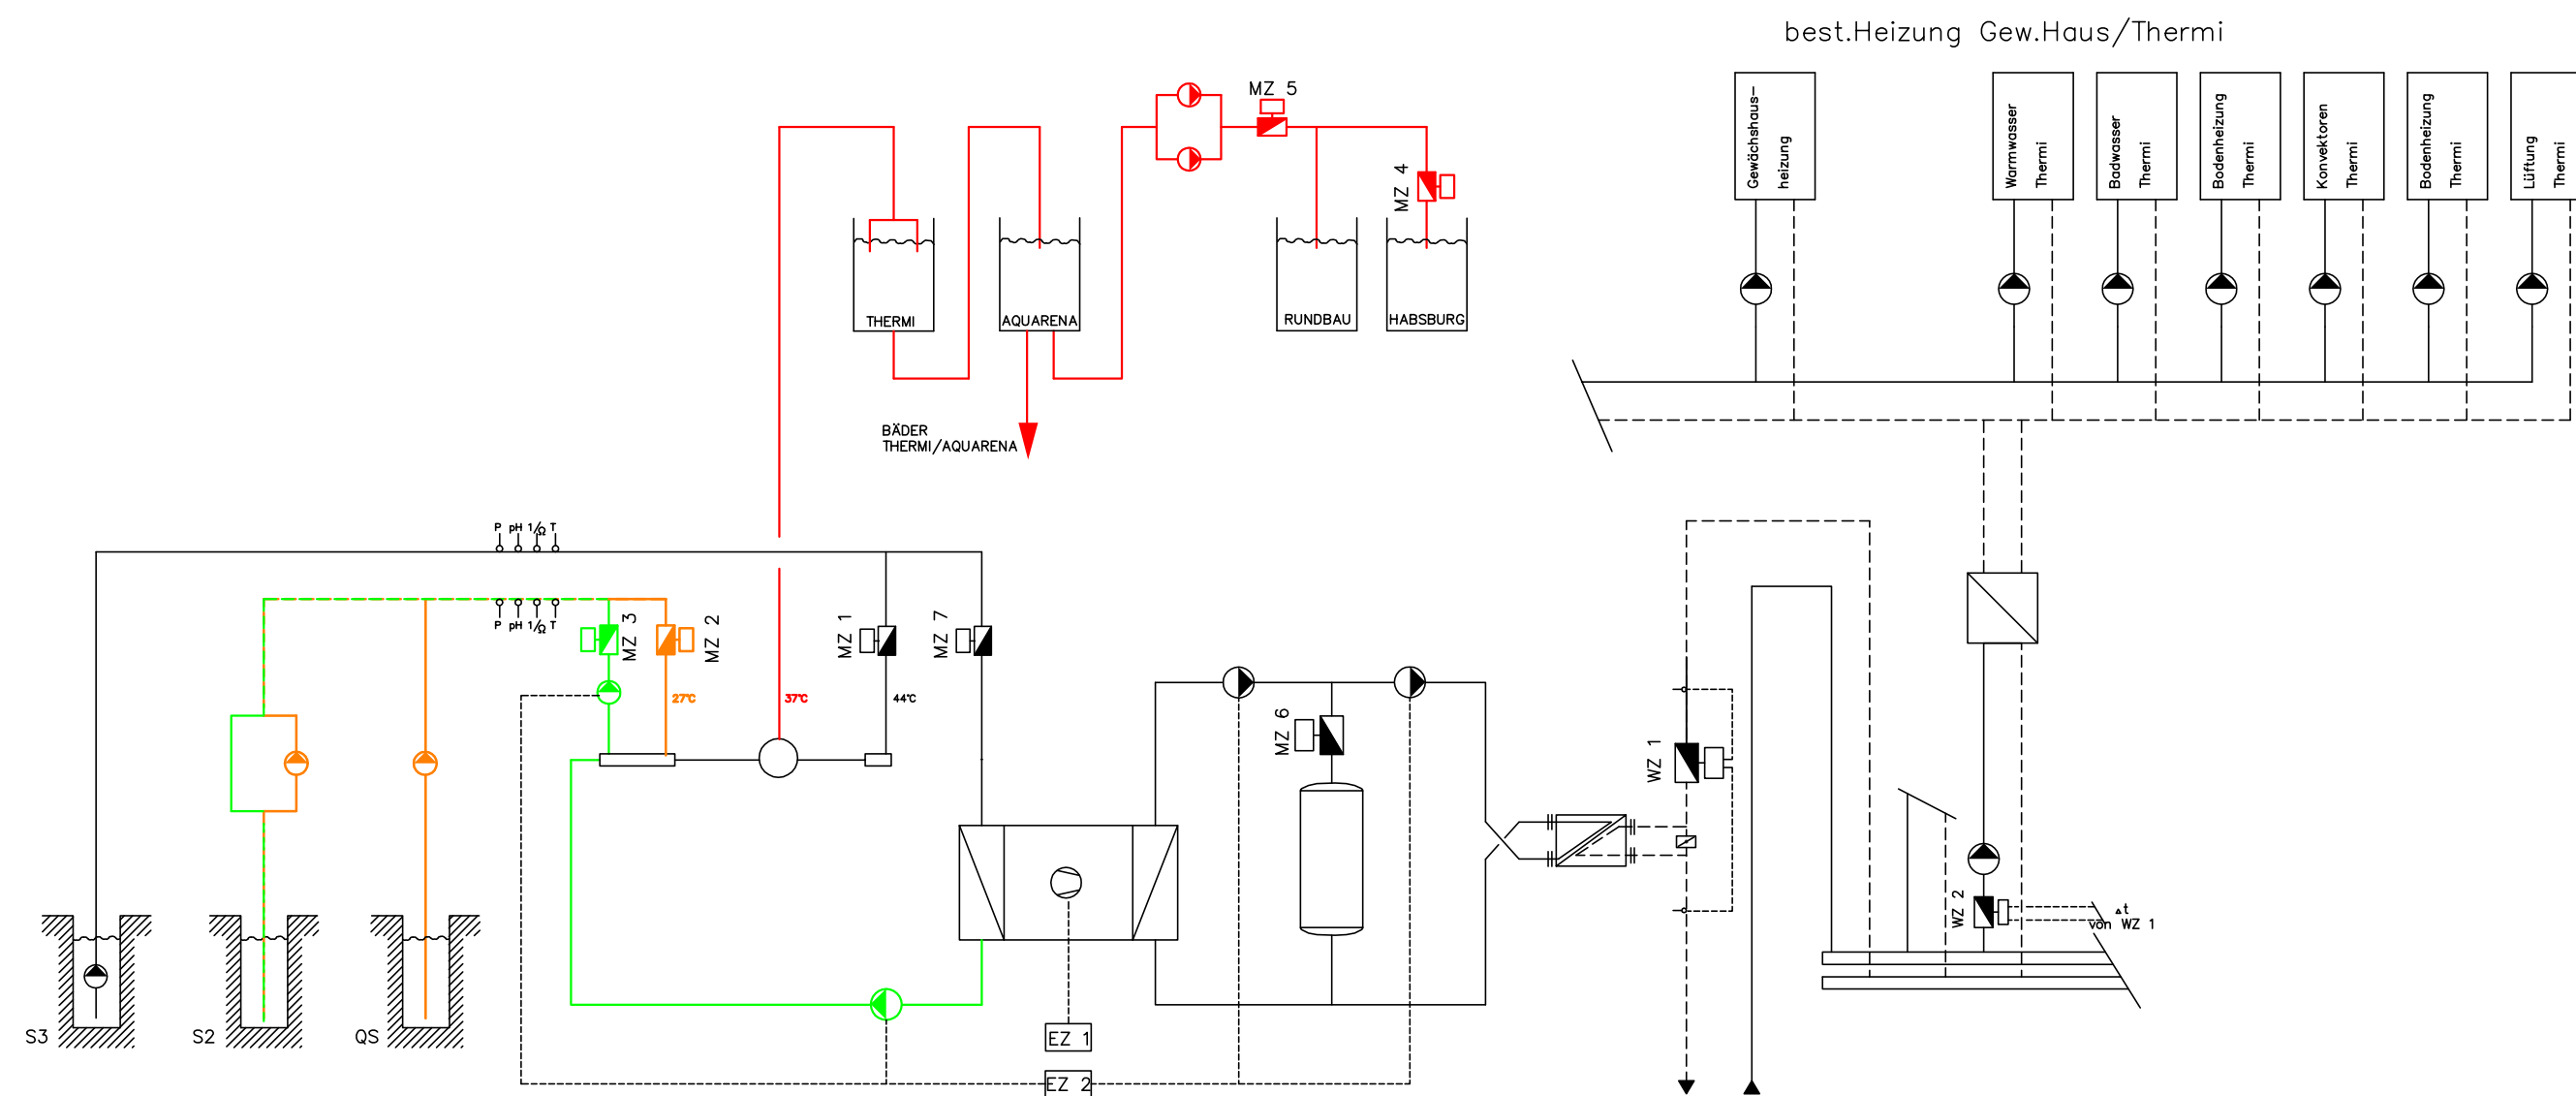 best.Heizung Gew.Haus/Thermi
MZ 5
Gewächshaus-
heizung
Warmwasser
Thermi
Badwasser
Thermi
Bodenheizung
Thermi
Konvektoren
Thermi
Bodenheizung
Thermi
Lüftung
Thermi
MZ 4
THERMI
AQUARENA
RUNDBAU
HABSBURG
BÄDER
THERMI/AQUARENA
P pH 1/Ω T
P pH 1/Ω T
MZ 3
MZ 2
MZ 1
MZ 7
27°C
37°C
44°C
MZ 6
WZ 1
WZ 2
Δt
von WZ 1
S3
S2
QS
EZ 1
EZ 2